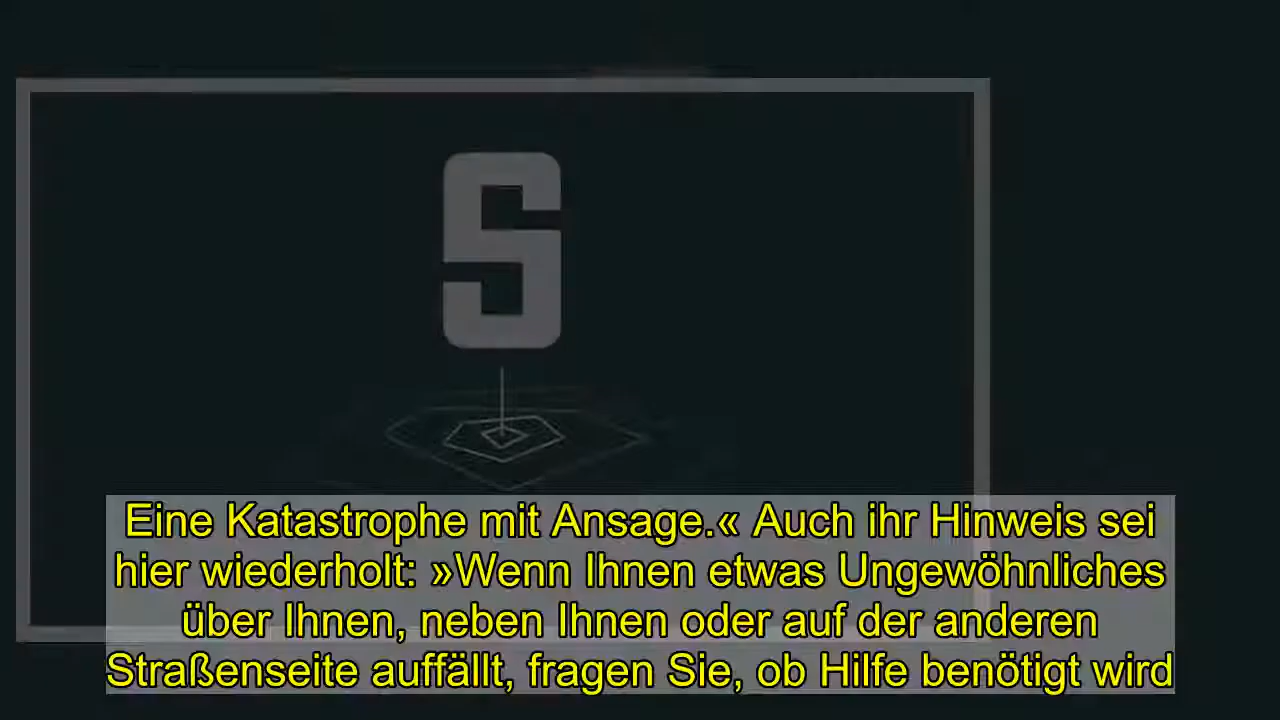 S
Eine Katastrophe mit Ansage.« Auch ihr Hinweis sei
hier wiederholt: »Wenn Ihnen etwas Ungewöhnliches
über Ihnen, neben Ihnen oder auf der anderen
Straßenseite auffällt, fragen Sie, ob Hilfe benötigt wird